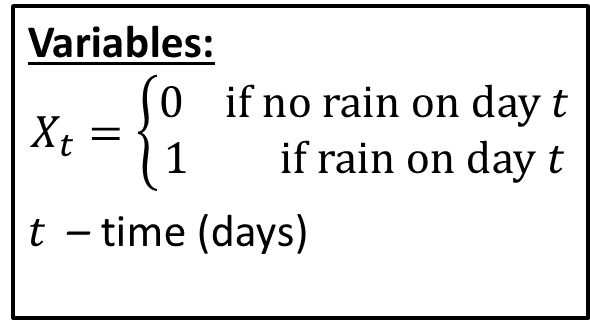 Variables:
X_t = {0 if no rain on day t
1 if rain on day t
t – time (days)